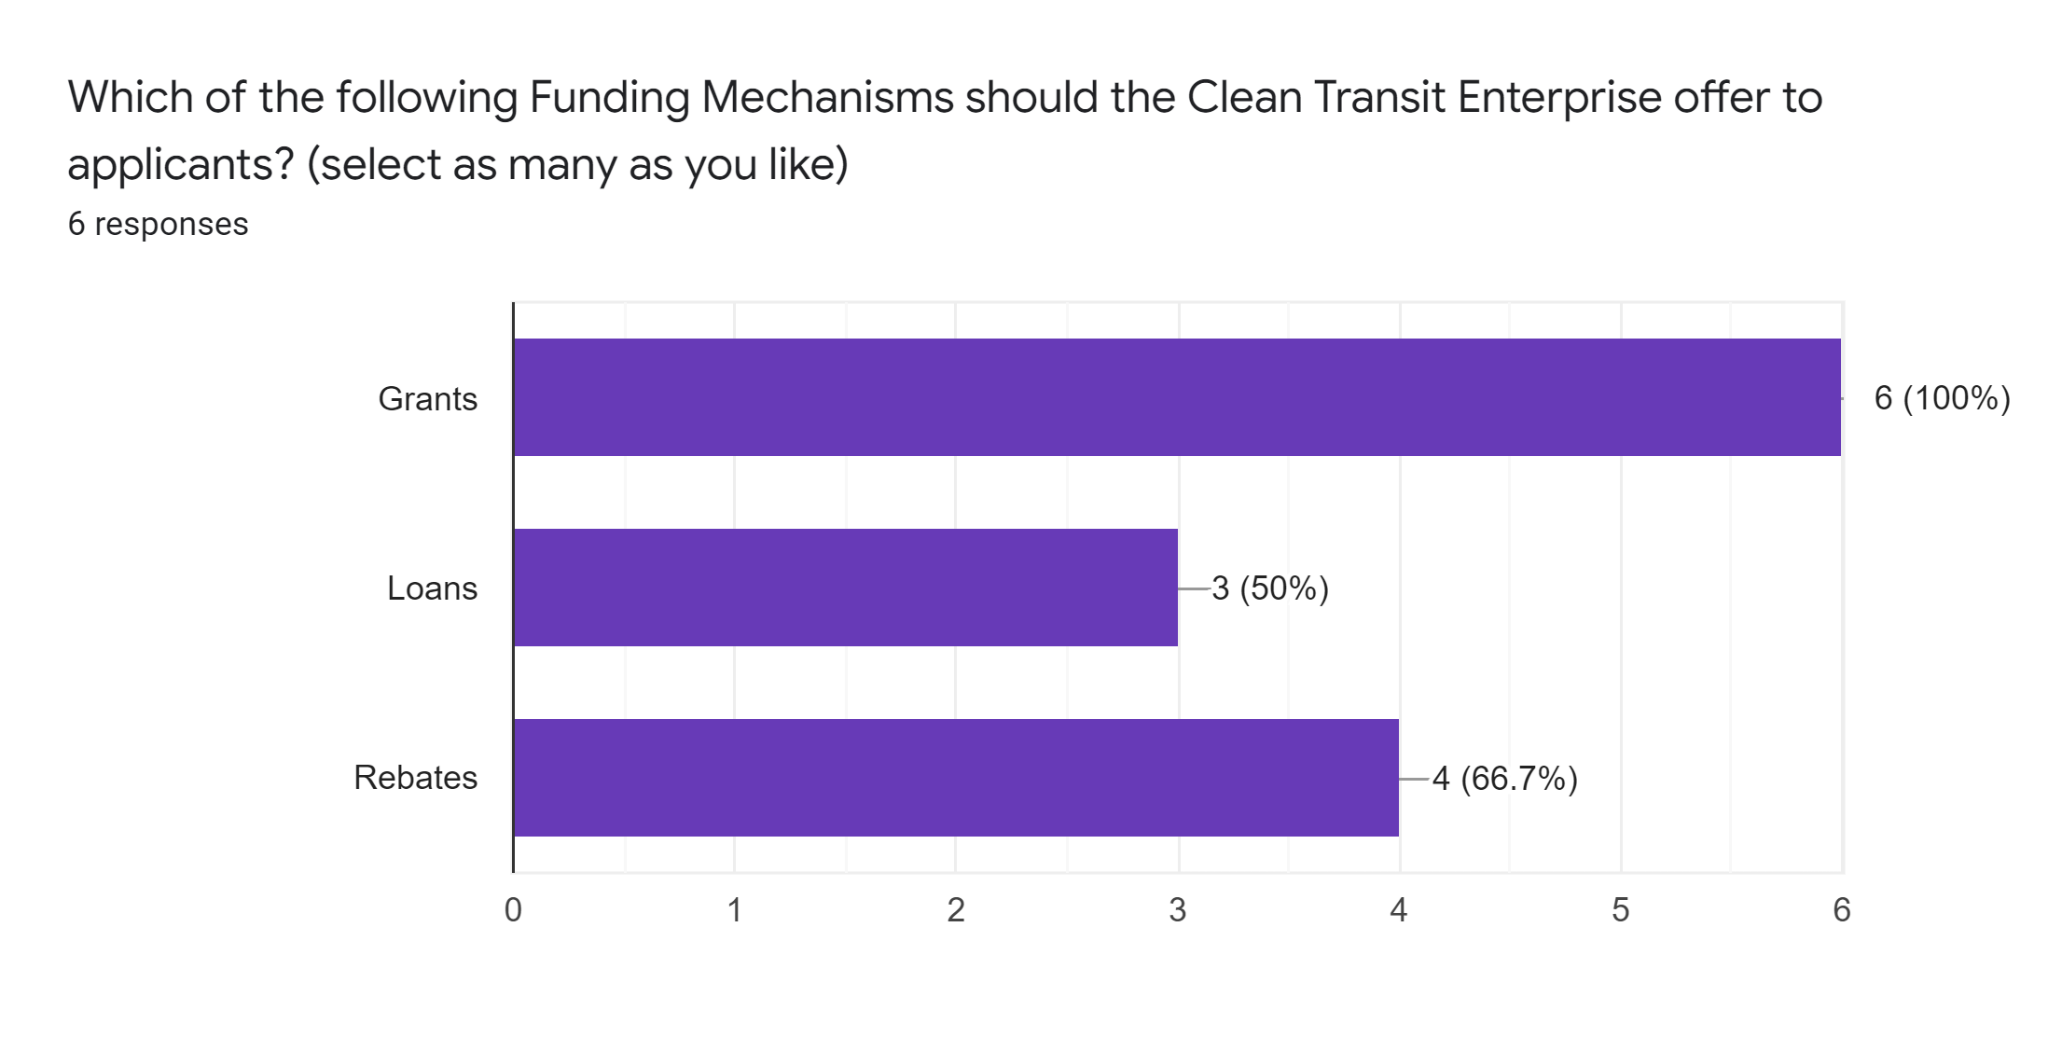 Which of the following Funding Mechanisms should the Clean Transit Enterprise offer to
applicants? (select as many as you like)
6 responses
Grants
6 (100%)
Loans
3 (50%)
Rebates
4 (66.7%)
0 1 2 3 4 5 6